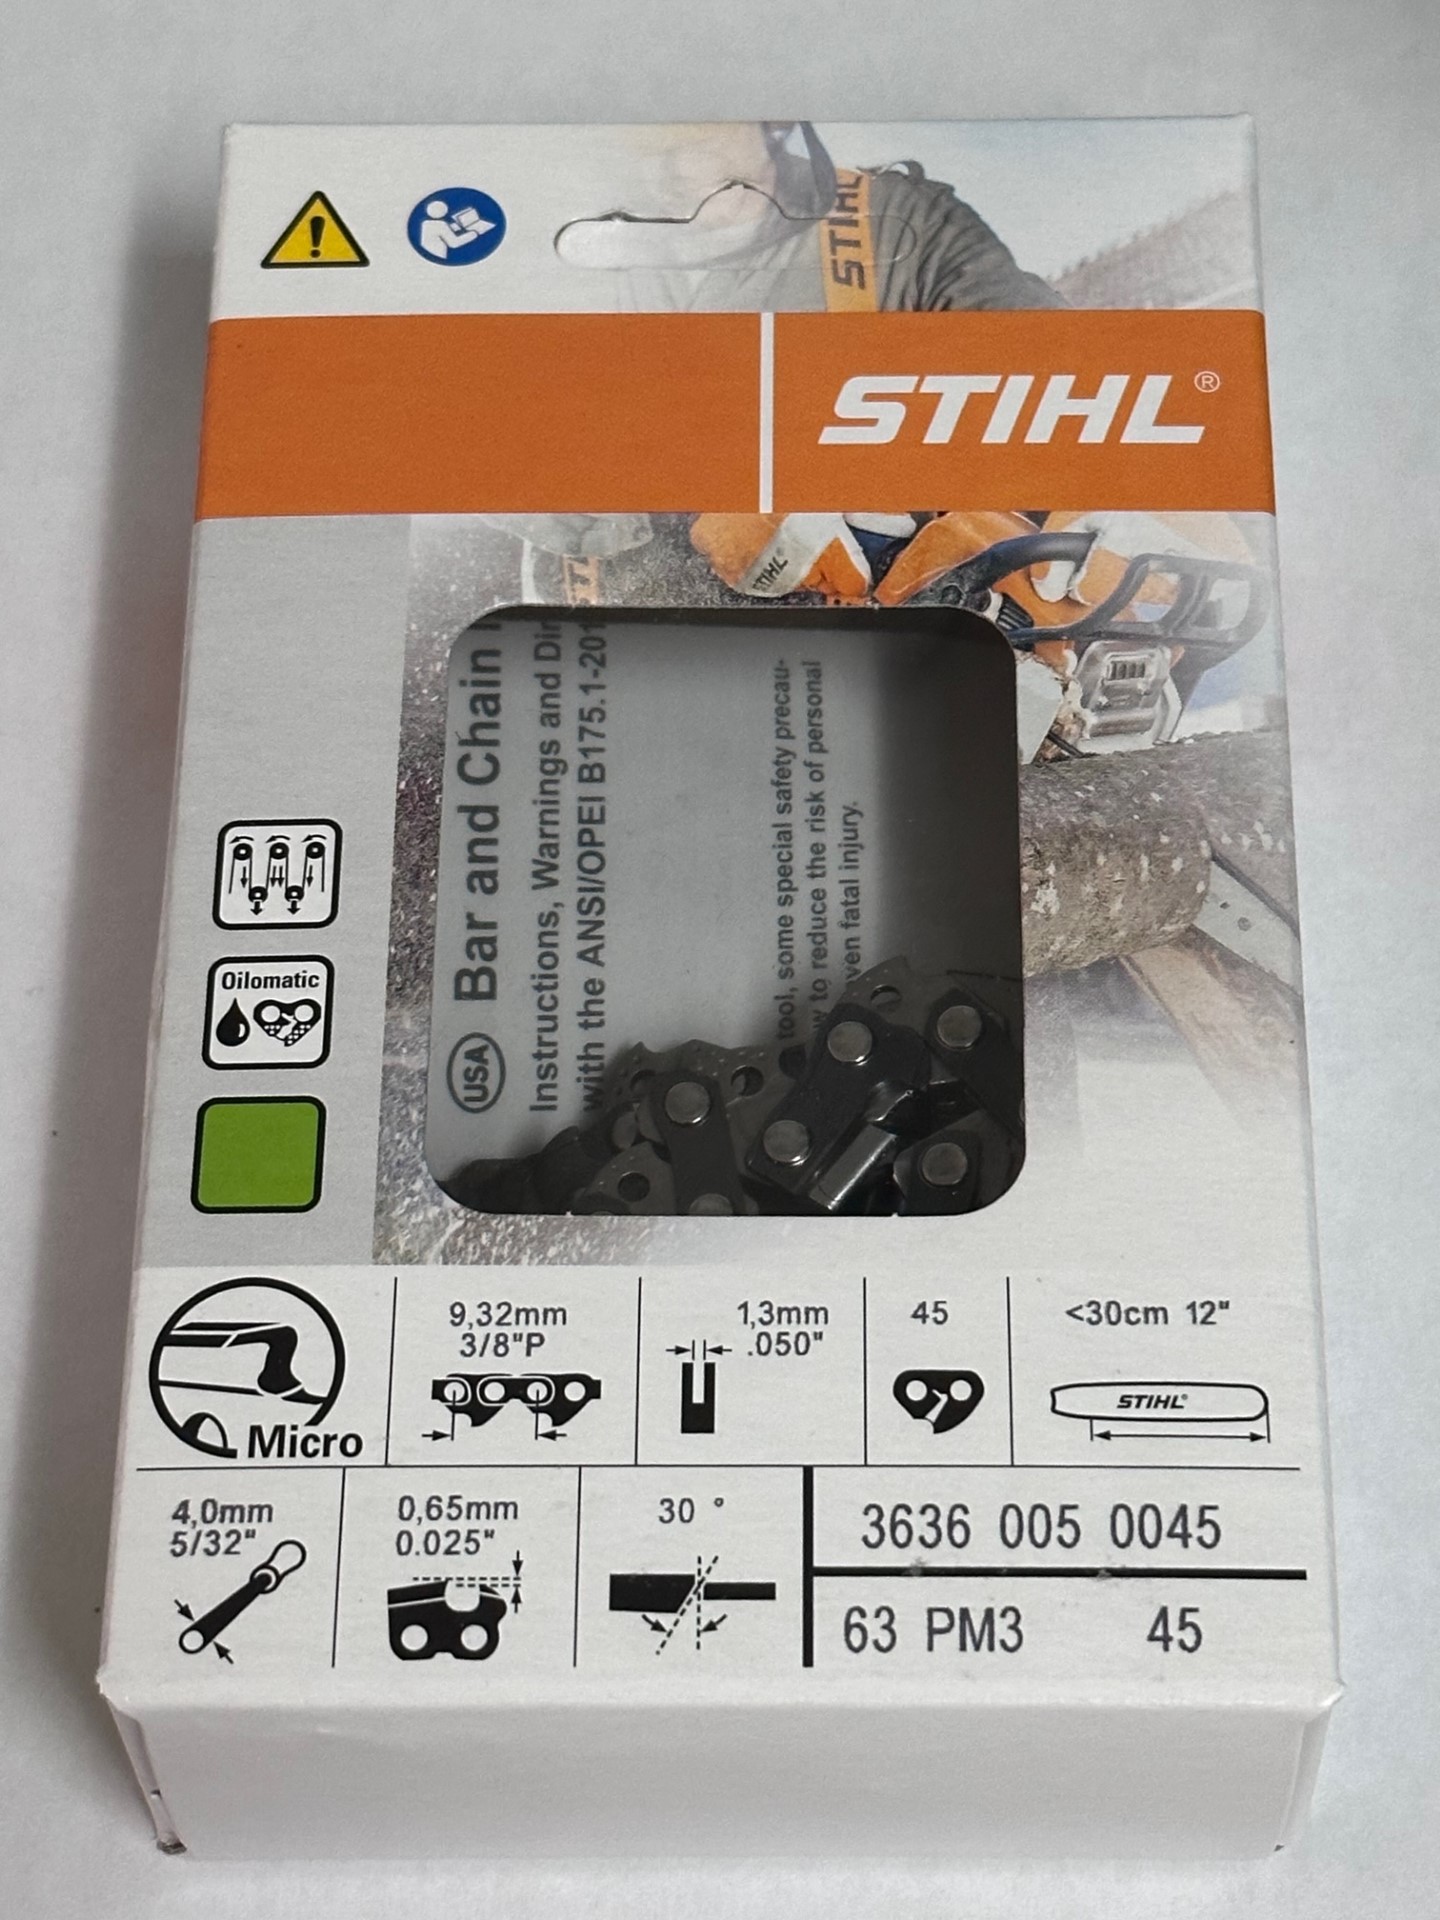 STIHL
STIHL®
STIHL®
Bar and Chain
Instructions, Warnings and Dir
with the ANSI/OPEI B175.1-201
USA
tool, some special safety precau-
w to reduce the risk of personal
ven fatal injury.
Oilomatic
Micro
9,32mm
3/8"P
1,3mm
.050"
45
<30cm 12"
STIHL®
4,0mm
5/32"
0,65mm
0.025"
30 °
3636 005 0045
63 PM3 45